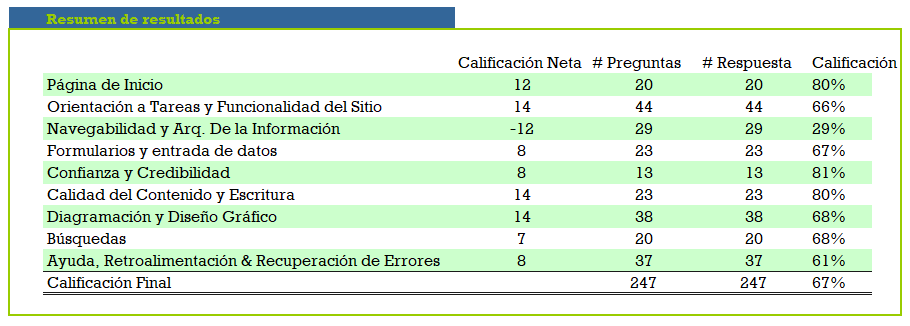 Resumen de resultados
Calificación Neta # Preguntas # Respuesta Calificación
Página de Inicio 12 20 20 80%
Orientación a Tareas y Funcionalidad del Sitio 14 44 44 66%
Navegabilidad y Arq. De la Información -12 29 29 29%
Formularios y entrada de datos 8 23 23 67%
Confianza y Credibilidad 8 13 13 81%
Calidad del Contenido y Escritura 14 23 23 80%
Diagramación y Diseño Gráfico 14 38 38 68%
Búsquedas 7 20 20 68%
Ayuda, Retroalimentación & Recuperación de Errores 8 37 37 61%
Calificación Final 247 247 67%